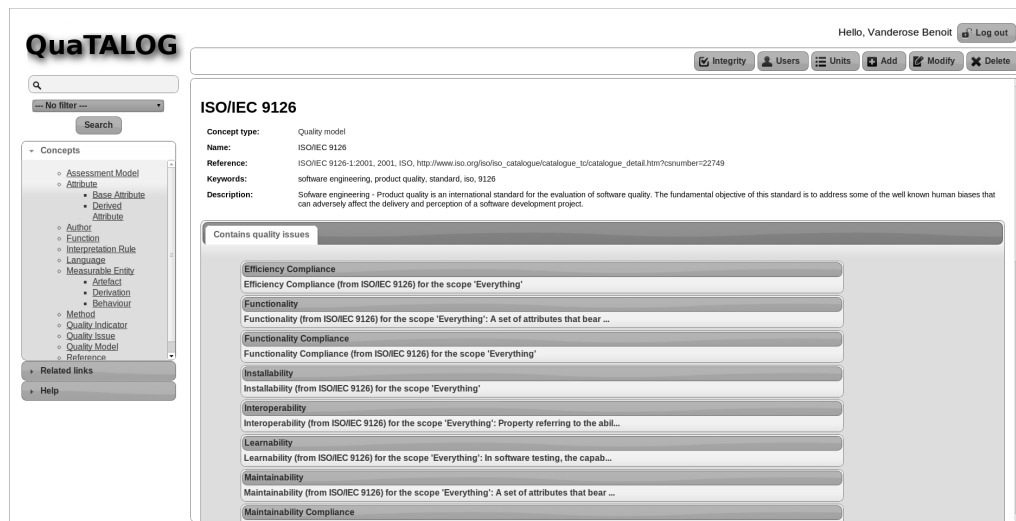 QuaTALOG
Hello, Vanderose Benoit Log out
Integrity Users Units Add Modify Delete
--- No filter ---
Search
Concepts
Assessment Model
Attribute
Base Attribute
Derived
Attribute
Author
Function
Interpretation Rule
Language
Measurable Entity
Artefact
Derivation
Behaviour
Method
Quality Indicator
Quality Issue
Quality Model
Reference
Related links
Help
ISO/IEC 9126
Concept type: Quality model
Name: ISO/IEC 9126
Reference: ISO/IEC 9126-1:2001, 2001, ISO, http://www.iso.org/iso/iso_catalogue/catalogue_tc/catalogue_detail.htm?csnumber=22749
Keywords: software engineering, product quality, standard, iso, 9126
Description: Sofware engineering - Product quality is an international standard for the evaluation of software quality. The fundamental objective of this standard is to address some of the well known human biases that
can adversely affect the delivery and perception of a software development project.
Contains quality issues
Efficiency Compliance
Efficiency Compliance (from ISO/IEC 9126) for the scope 'Everything'
Functionality
Functionality (from ISO/IEC 9126) for the scope 'Everything': A set of attributes that bear ...
Functionality Compliance
Functionality Compliance (from ISO/IEC 9126) for the scope 'Everything'
Installability
Installability (from ISO/IEC 9126) for the scope 'Everything'
Interoperability
Interoperability (from ISO/IEC 9126) for the scope 'Everything': Property referring to the abil...
Learnability
Learnability (from ISO/IEC 9126) for the scope 'Everything': In software testing, the capab...
Maintainability
Maintainability (from ISO/IEC 9126) for the scope 'Everything': A set of attributes that bear ...
Maintainability Compliance